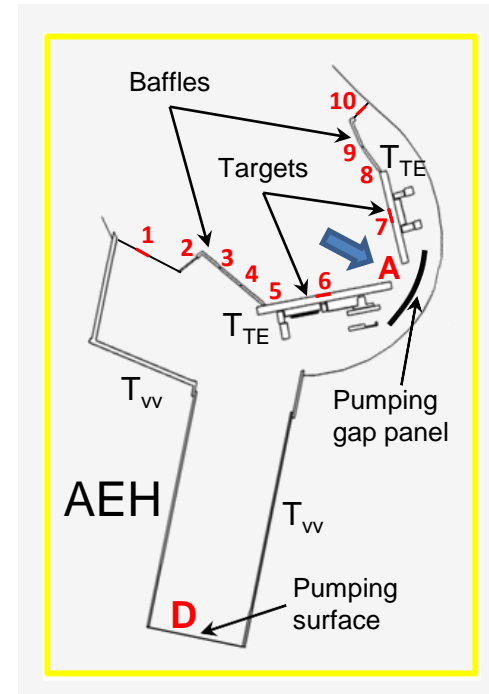 Baffles
10
9
8
T_TE
Targets
7
1
2
3
4
5
6
A
T_TE
T_vv
Pumping
gap panel
AEH
T_vv
D
Pumping
surface